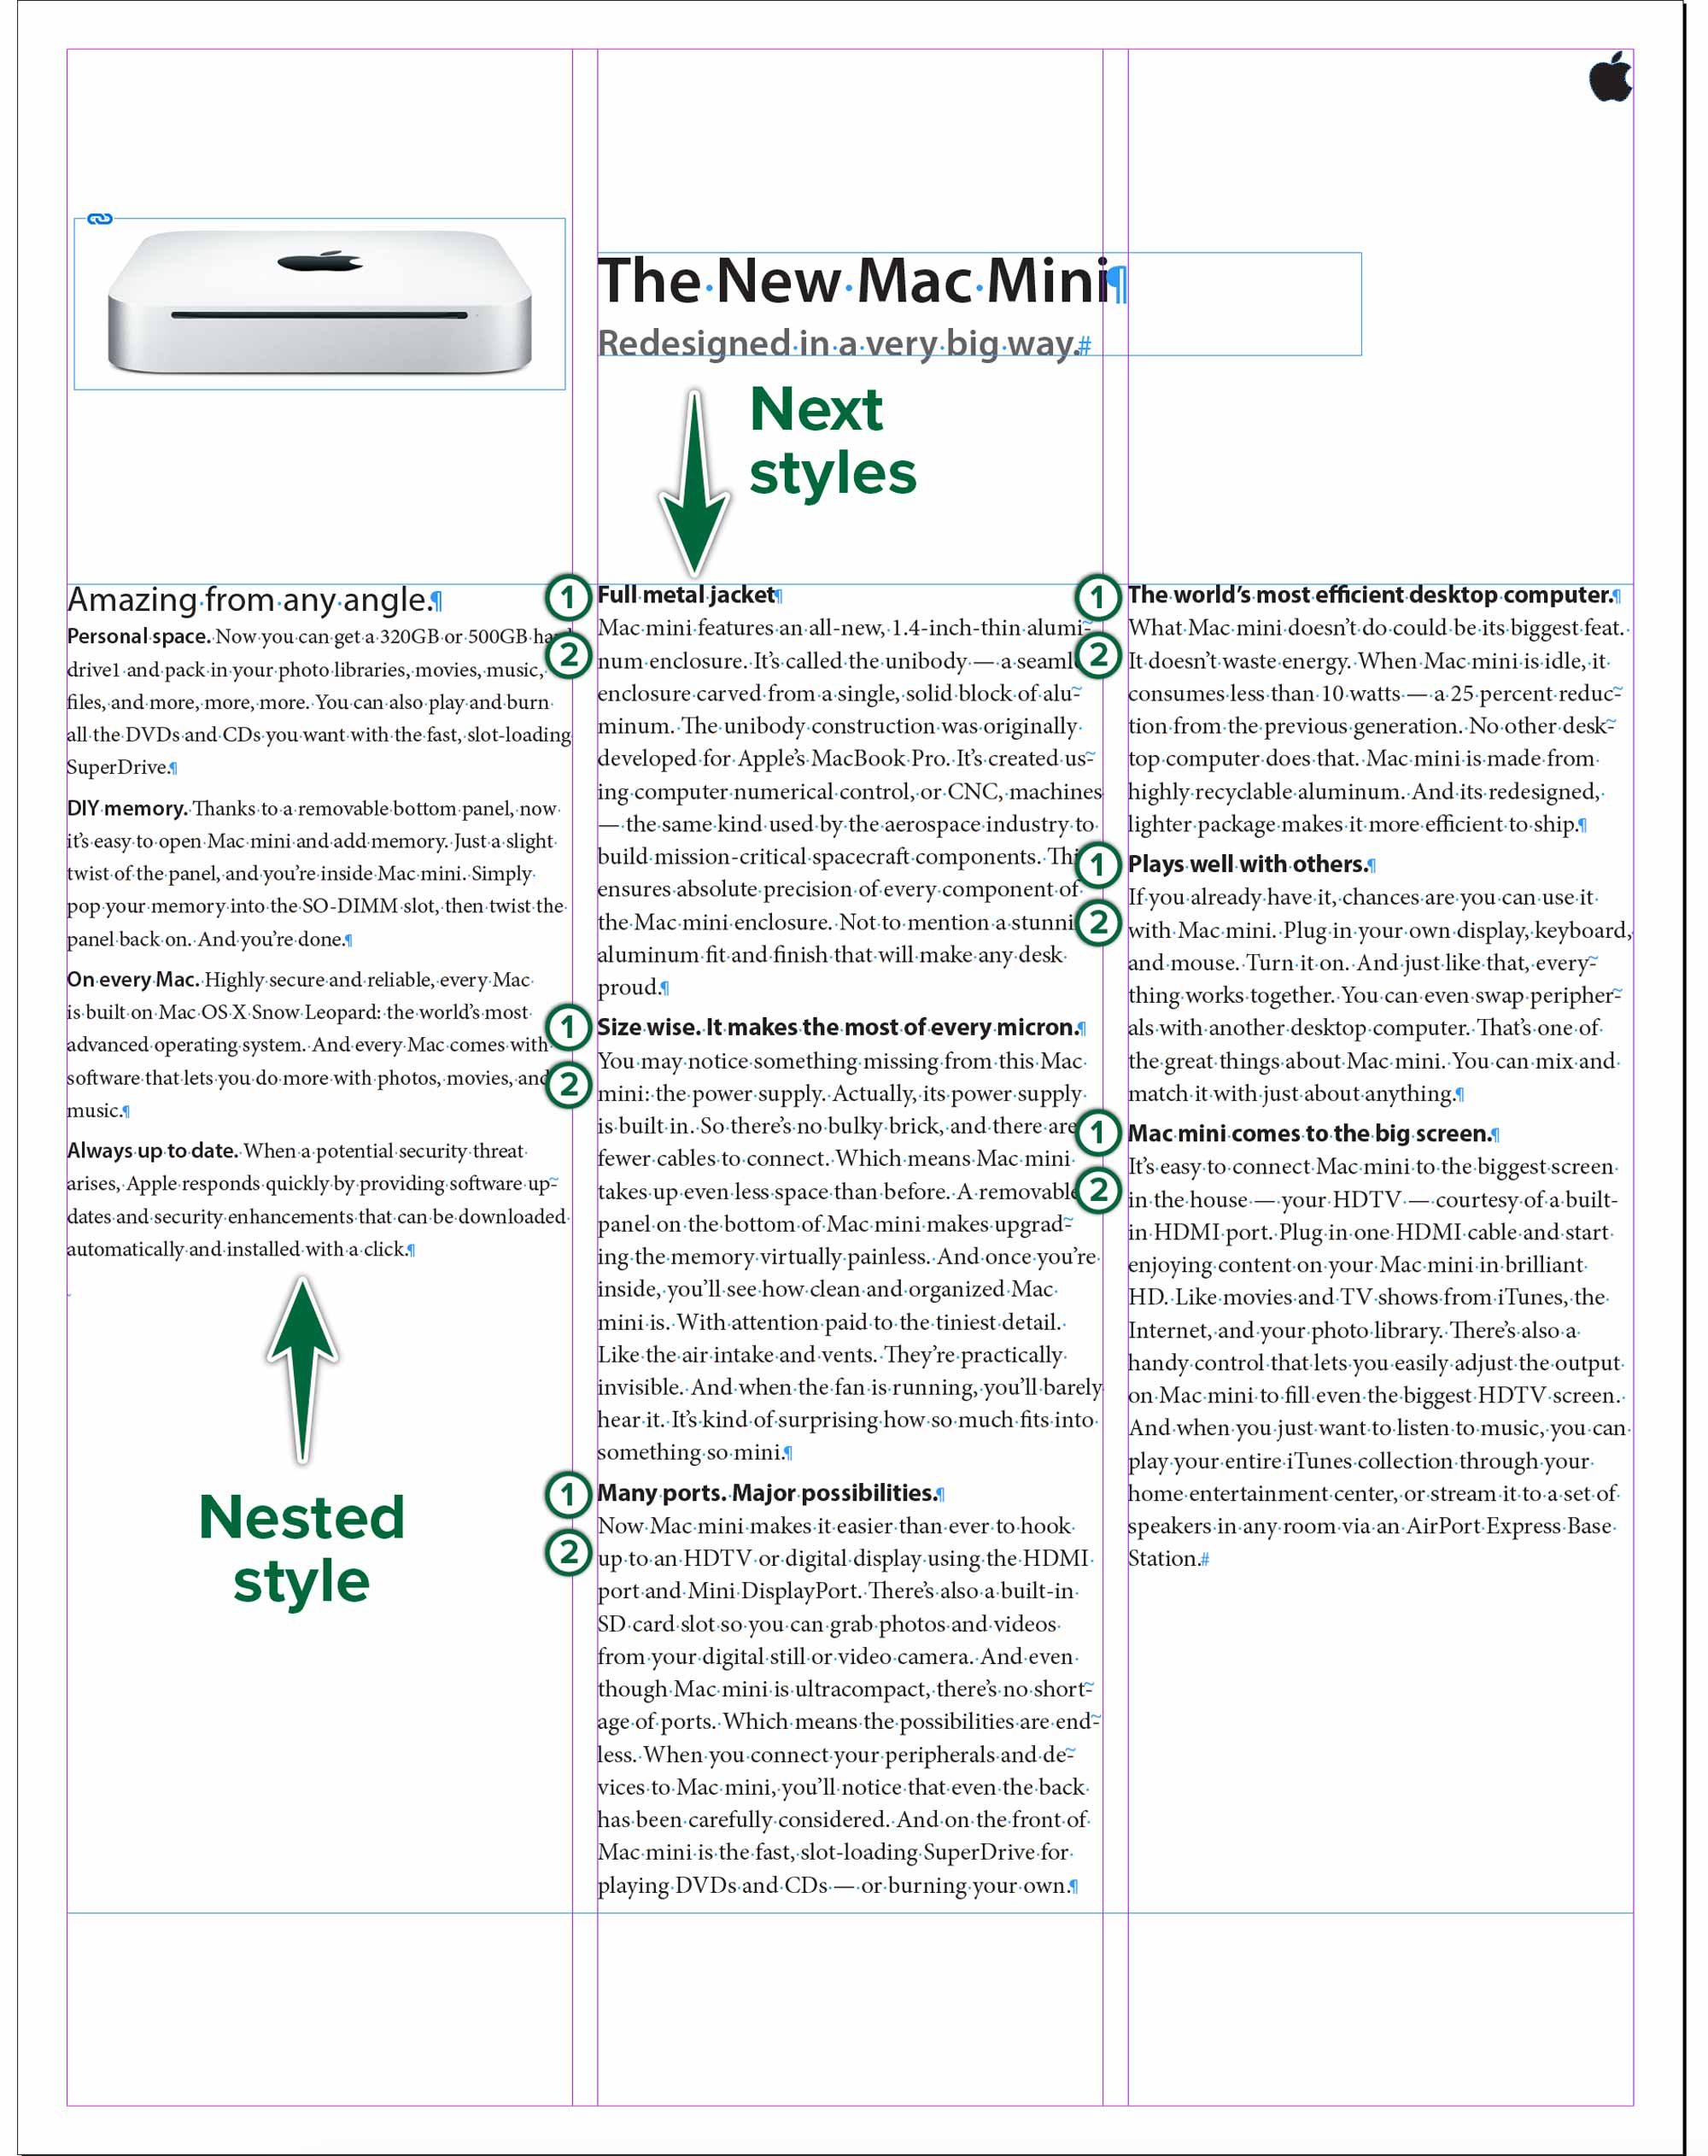 The New Mac Mini¶
Redesigned in a very big way.#
Next
styles
Amazing from any angle.¶
Personal space. Now you can get a 320GB or 500GB
drive1 and pack in your photo libraries, movies, music,
files, and more, more, more. You can also play and burn
all the DVDs and CDs you want with the fast, slot-loading
SuperDrive.¶
DIY memory. Thanks to a removable bottom panel, now
it’s easy to open Mac mini and add memory. Just a slight
twist of the panel, and you’re inside Mac mini. Simply
pop your memory into the SO-DIMM slot, then twist the
panel back on. And you’re done.¶
On every Mac. Highly secure and reliable, every Mac
is built on Mac OS X Snow Leopard: the world’s most
advanced operating system. And every Mac comes with
software that lets you do more with photos, movies, and
music.¶
Always up to date. When a potential security threat
arises, Apple responds quickly by providing software up-
dates and security enhancements that can be downloaded
automatically and installed with a click.¶
Nested
style
1 Full metal jacket¶
Mac mini features an all-new, 1.4-inch-thin alumi-
2 num enclosure. It’s called the unibody — a
enclosure carved from a single, solid block of alu-
minum. The unibody construction was originally
developed for Apple’s MacBook Pro. It’s created us-
ing computer numerical control, or CNC, machines
— the same kind used by the aerospace industry to
build mission-critical spacecraft components.
ensures absolute precision of every component of
the Mac mini enclosure. Not to mention a
aluminum fit and finish that will make any desk
proud.¶
1 Size wise. It makes the most of every micron.¶
You may notice something missing from this Mac
2 mini: the power supply. Actually, its power supply
is built in. So there’s no bulky brick, and there are
fewer cables to connect. Which means Mac mini
takes up even less space than before. A removable
panel on the bottom of Mac mini makes upgrad-
ing the memory virtually painless. And once you’re
inside, you’ll see how clean and organized Mac
mini is. With attention paid to the tiniest detail.
Like the air intake and vents. They’re practically
invisible. And when the fan is running, you’ll barely
hear it. It’s kind of surprising how so much fits into
something so mini.¶
1 Many ports. Major possibilities.¶
Now Mac mini makes it easier than ever to hook
2 up to an HDTV or digital display using the HDMI
port and Mini DisplayPort. There’s also a built-in
SD card slot so you can grab photos and videos
from your digital still or video camera. And even
though Mac mini is ultracompact, there’s no short-
age of ports. Which means the possibilities are end-
less. When you connect your peripherals and de-
vices to Mac mini, you’ll notice that even the back
has been carefully considered. And on the front of
Mac mini is the fast, slot-loading SuperDrive for
playing DVDs and CDs — or burning your own.¶
1 The world’s most efficient desktop computer.¶
What Mac mini doesn’t do could be its biggest feat.
2 It doesn’t waste energy. When Mac mini is idle, it
consumes less than 10 watts — a 25 percent reduc-
tion from the previous generation. No other desk-
top computer does that. Mac mini is made from
highly recyclable aluminum. And its redesigned,
lighter package makes it more efficient to ship.¶
1 Plays well with others.¶
If you already have it, chances are you can use it
2 with Mac mini. Plug in your own display, keyboard,
and mouse. Turn it on. And just like that, every-
thing works together. You can even swap peripher-
als with another desktop computer. That’s one of
the great things about Mac mini. You can mix and
match it with just about anything.¶
1 Mac mini comes to the big screen.¶
It’s easy to connect Mac mini to the biggest screen
2 in the house — your HDTV — courtesy of a built-
in HDMI port. Plug in one HDMI cable and start
enjoying content on your Mac mini in brilliant
HD. Like movies and TV shows from iTunes, the
Internet, and your photo library. There’s also a
handy control that lets you easily adjust the output
on Mac mini to fill even the biggest HDTV screen.
And when you just want to listen to music, you can
play your entire iTunes collection through your
home entertainment center, or stream it to a set of
speakers in any room via an AirPort Express Base
Station.#